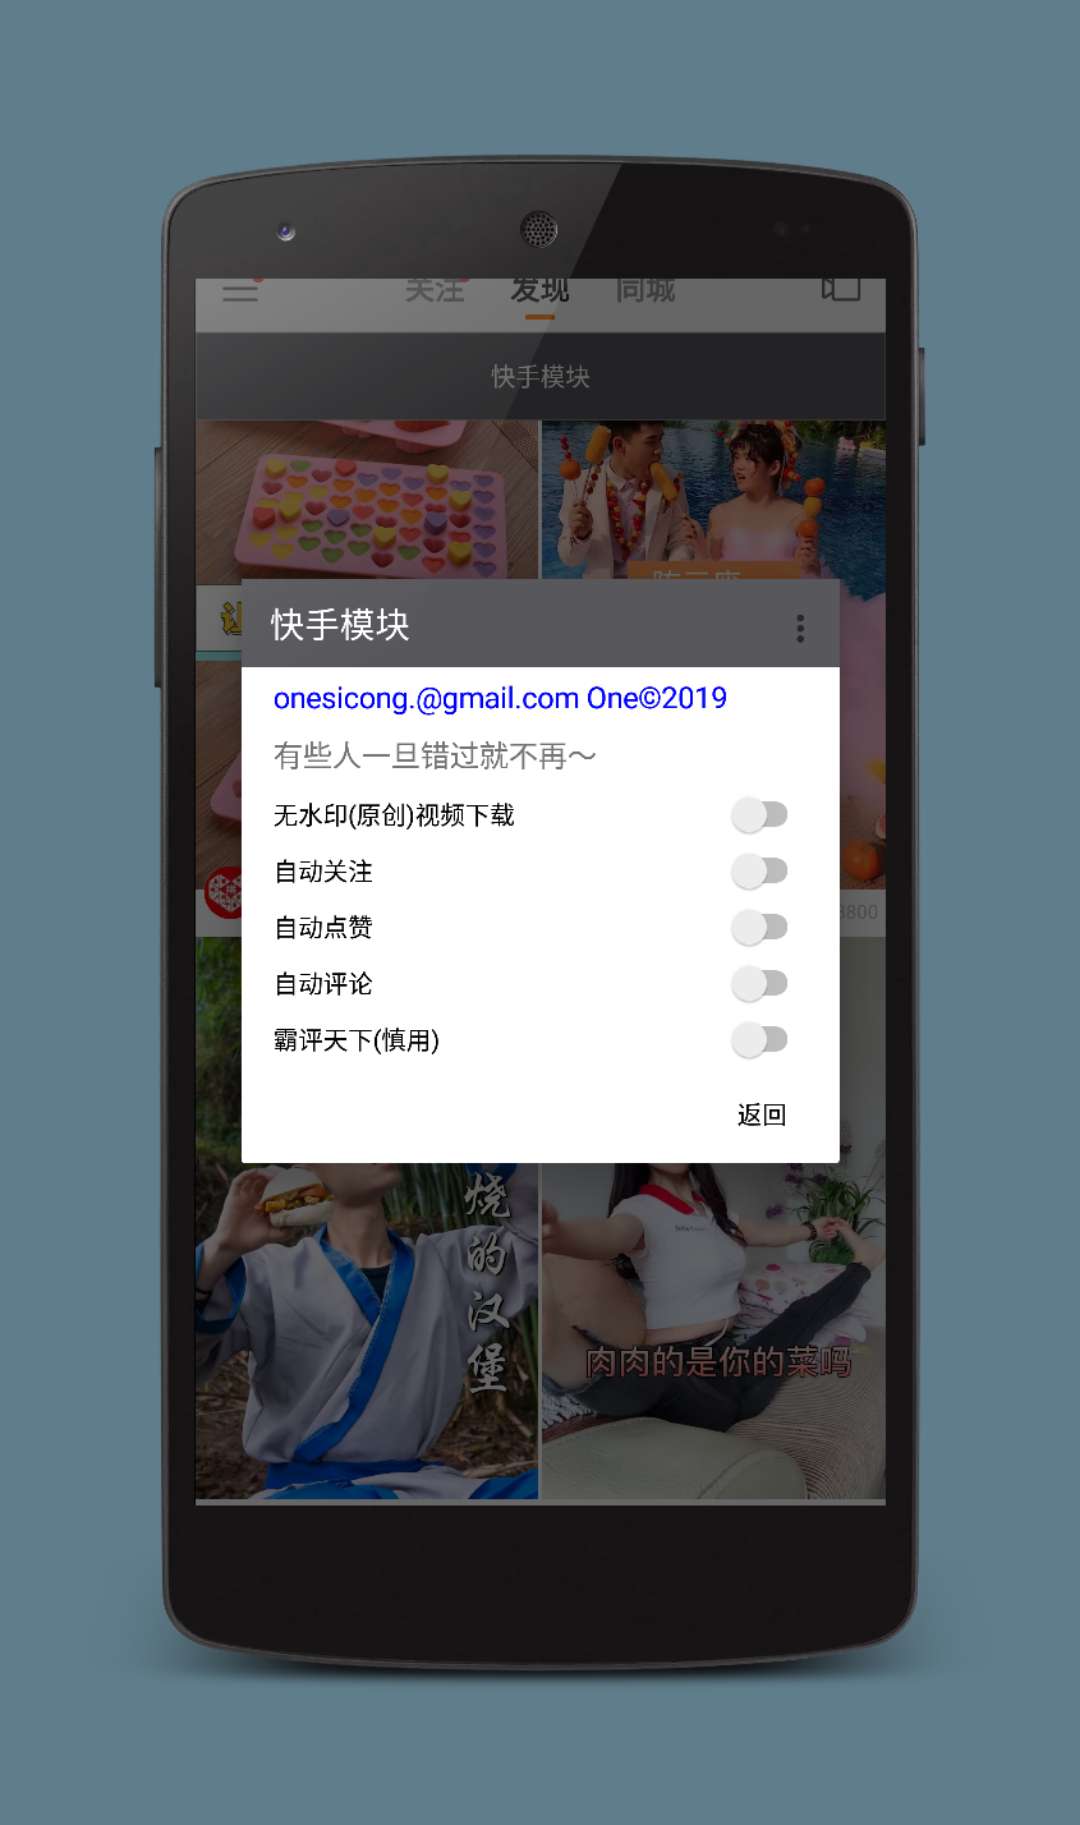 关注 发现 同城
快手模块
快手模块
onesicong.@gmail.com One©2019
有些人一旦错过就不再～
无水印(原创)视频下载
自动关注
自动点赞
自动评论
霸评天下(慎用)
返回
烧的汉堡
肉肉的是你的菜吗